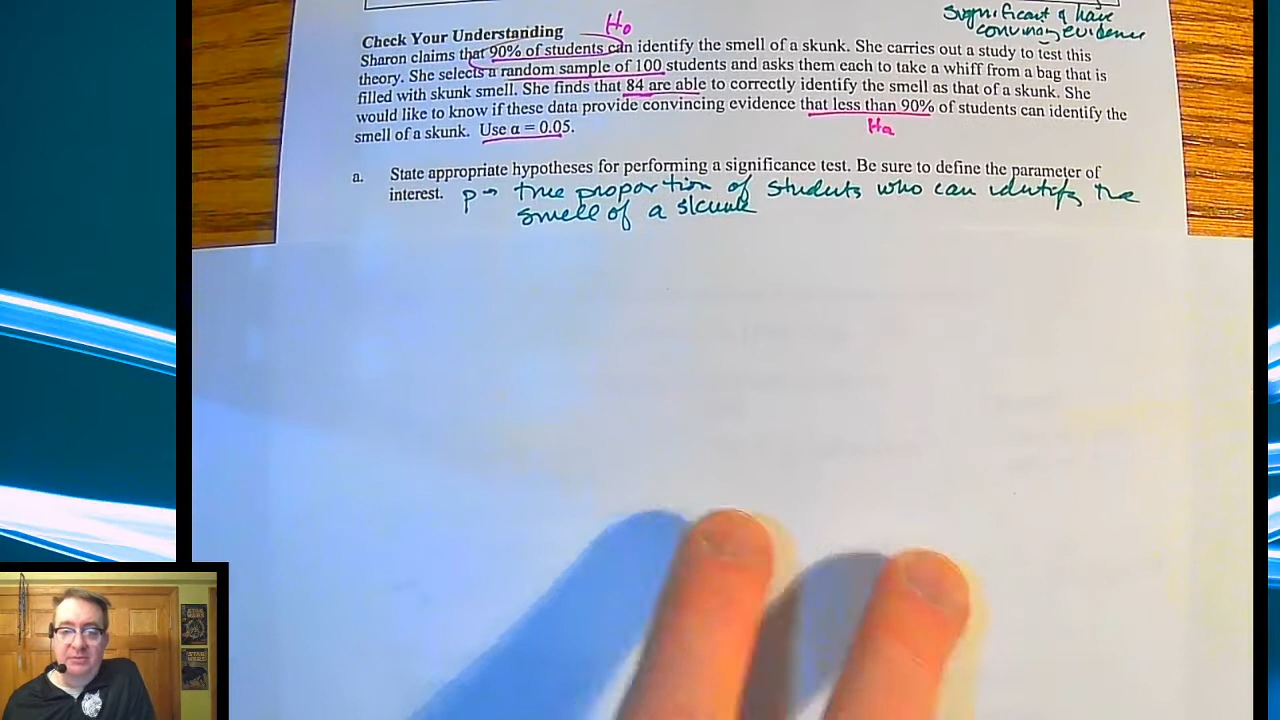 significant & have
convincing evidence
Ho
Check Your Understanding
Sharon claims that 90% of students can identify the smell of a skunk. She carries out a study to test this
theory. She selects a random sample of 100 students and asks them each to take a whiff from a bag that is
filled with skunk smell. She finds that 84 are able to correctly identify the smell as that of a skunk. She
would like to know if these data provide convincing evidence that less than 90% of students can identify the
smell of a skunk. Use α = 0.05.
Ha
a. State appropriate hypotheses for performing a significance test. Be sure to define the parameter of
interest. p → true proportion of students who can identify the
smell of a skunk
STAR WARS
STAR WARS